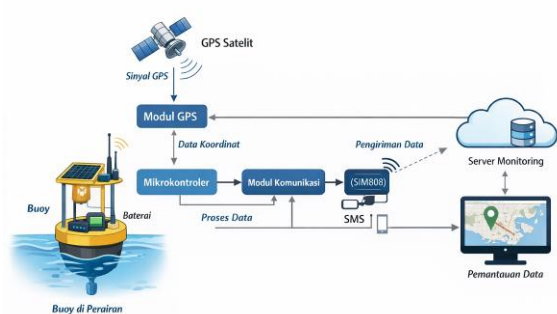 GPS Satelit
Sinyal GPS
Modul GPS
Data Koordinat
Pengiriman Data
Server Monitoring
Mikrokontroler
Modul Komunikasi
(SIM808)
Buoy
Baterai
Proses Data
SMS
Pemantauan Data
Buoy di Perairan